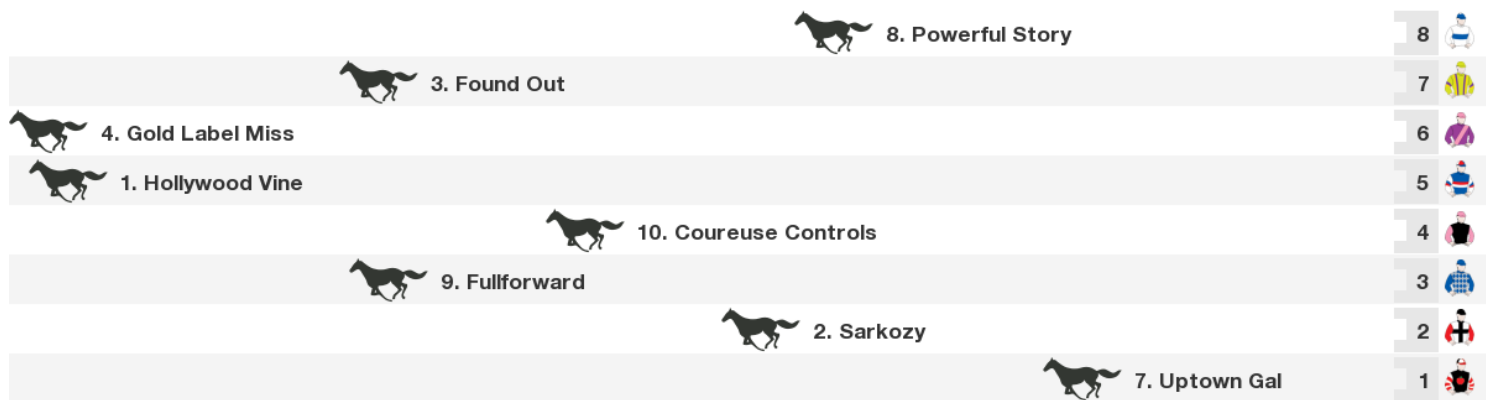 8. Powerful Story 8
3. Found Out 7
4. Gold Label Miss 6
1. Hollywood Vine 5
10. Coureuse Controls 4
9. Fullforward 3
2. Sarkozy 2
7. Uptown Gal 1